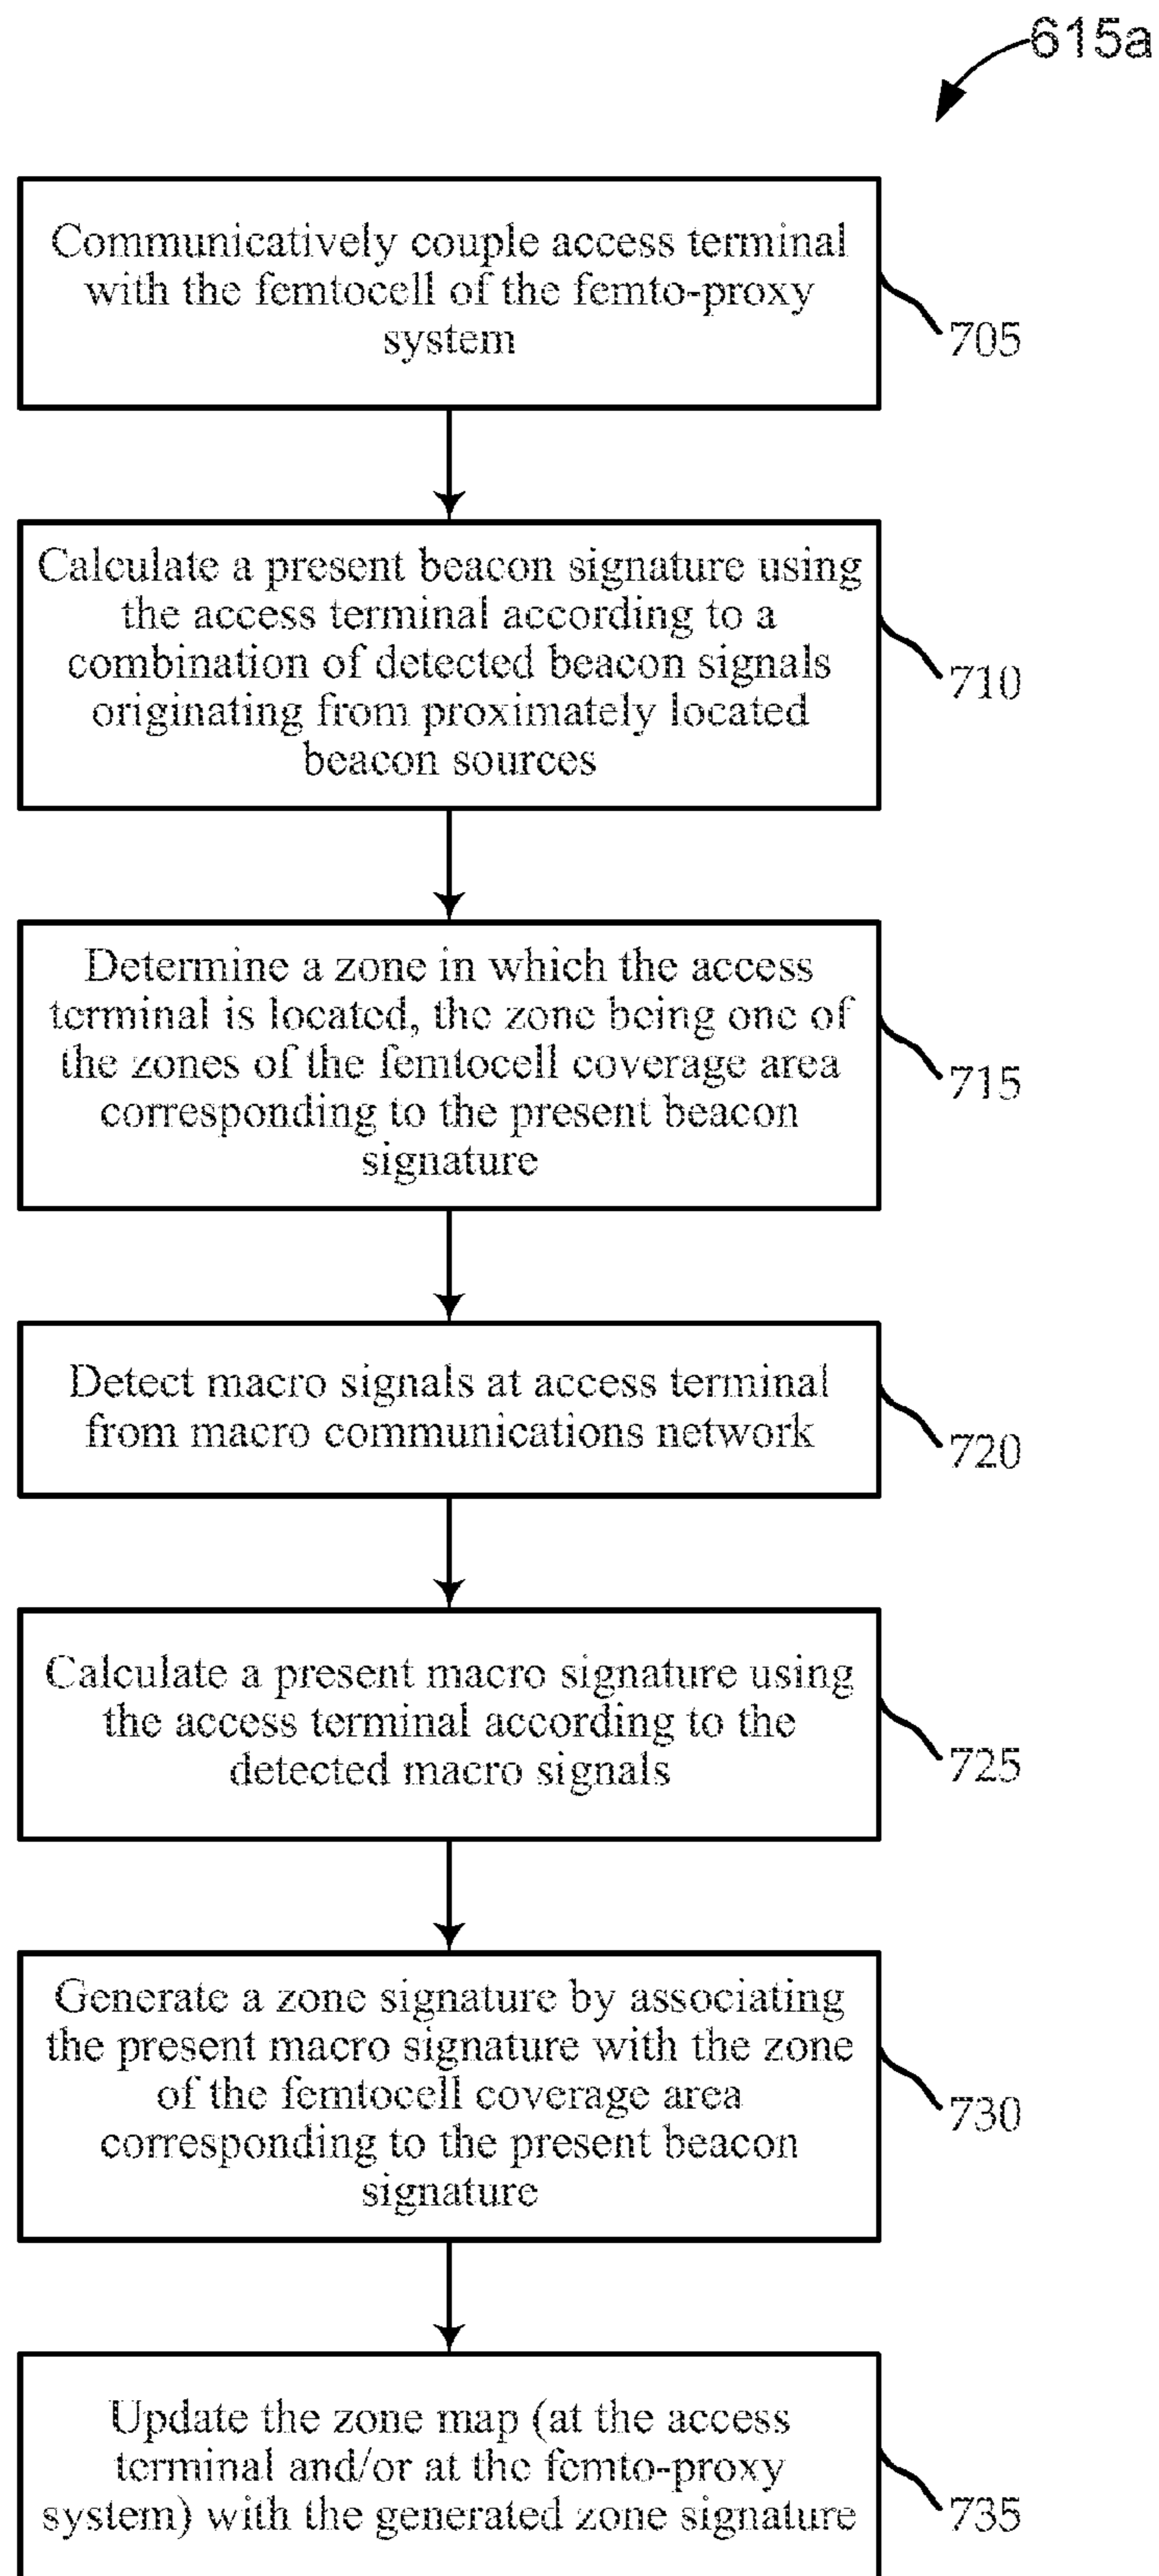 615a
Communicatively couple access terminal
with the femtocell of the femto-proxy
system
705
Calculate a present beacon signature using
the access terminal according to a
combination of detected beacon signals
originating from proximately located
beacon sources
710
Determine a zone in which the access
terminal is located, the zone being one of
the zones of the femtocell coverage area
corresponding to the present beacon
signature
715
Detect macro signals at access terminal
from macro communications network
720
Calculate a present macro signature using
the access terminal according to the
detected macro signals
725
Generate a zone signature by associating
the present macro signature with the zone
of the femtocell coverage area
corresponding to the present beacon
signature
730
Update the zone map (at the access
terminal and/or at the femto-proxy
system) with the generated zone signature
735